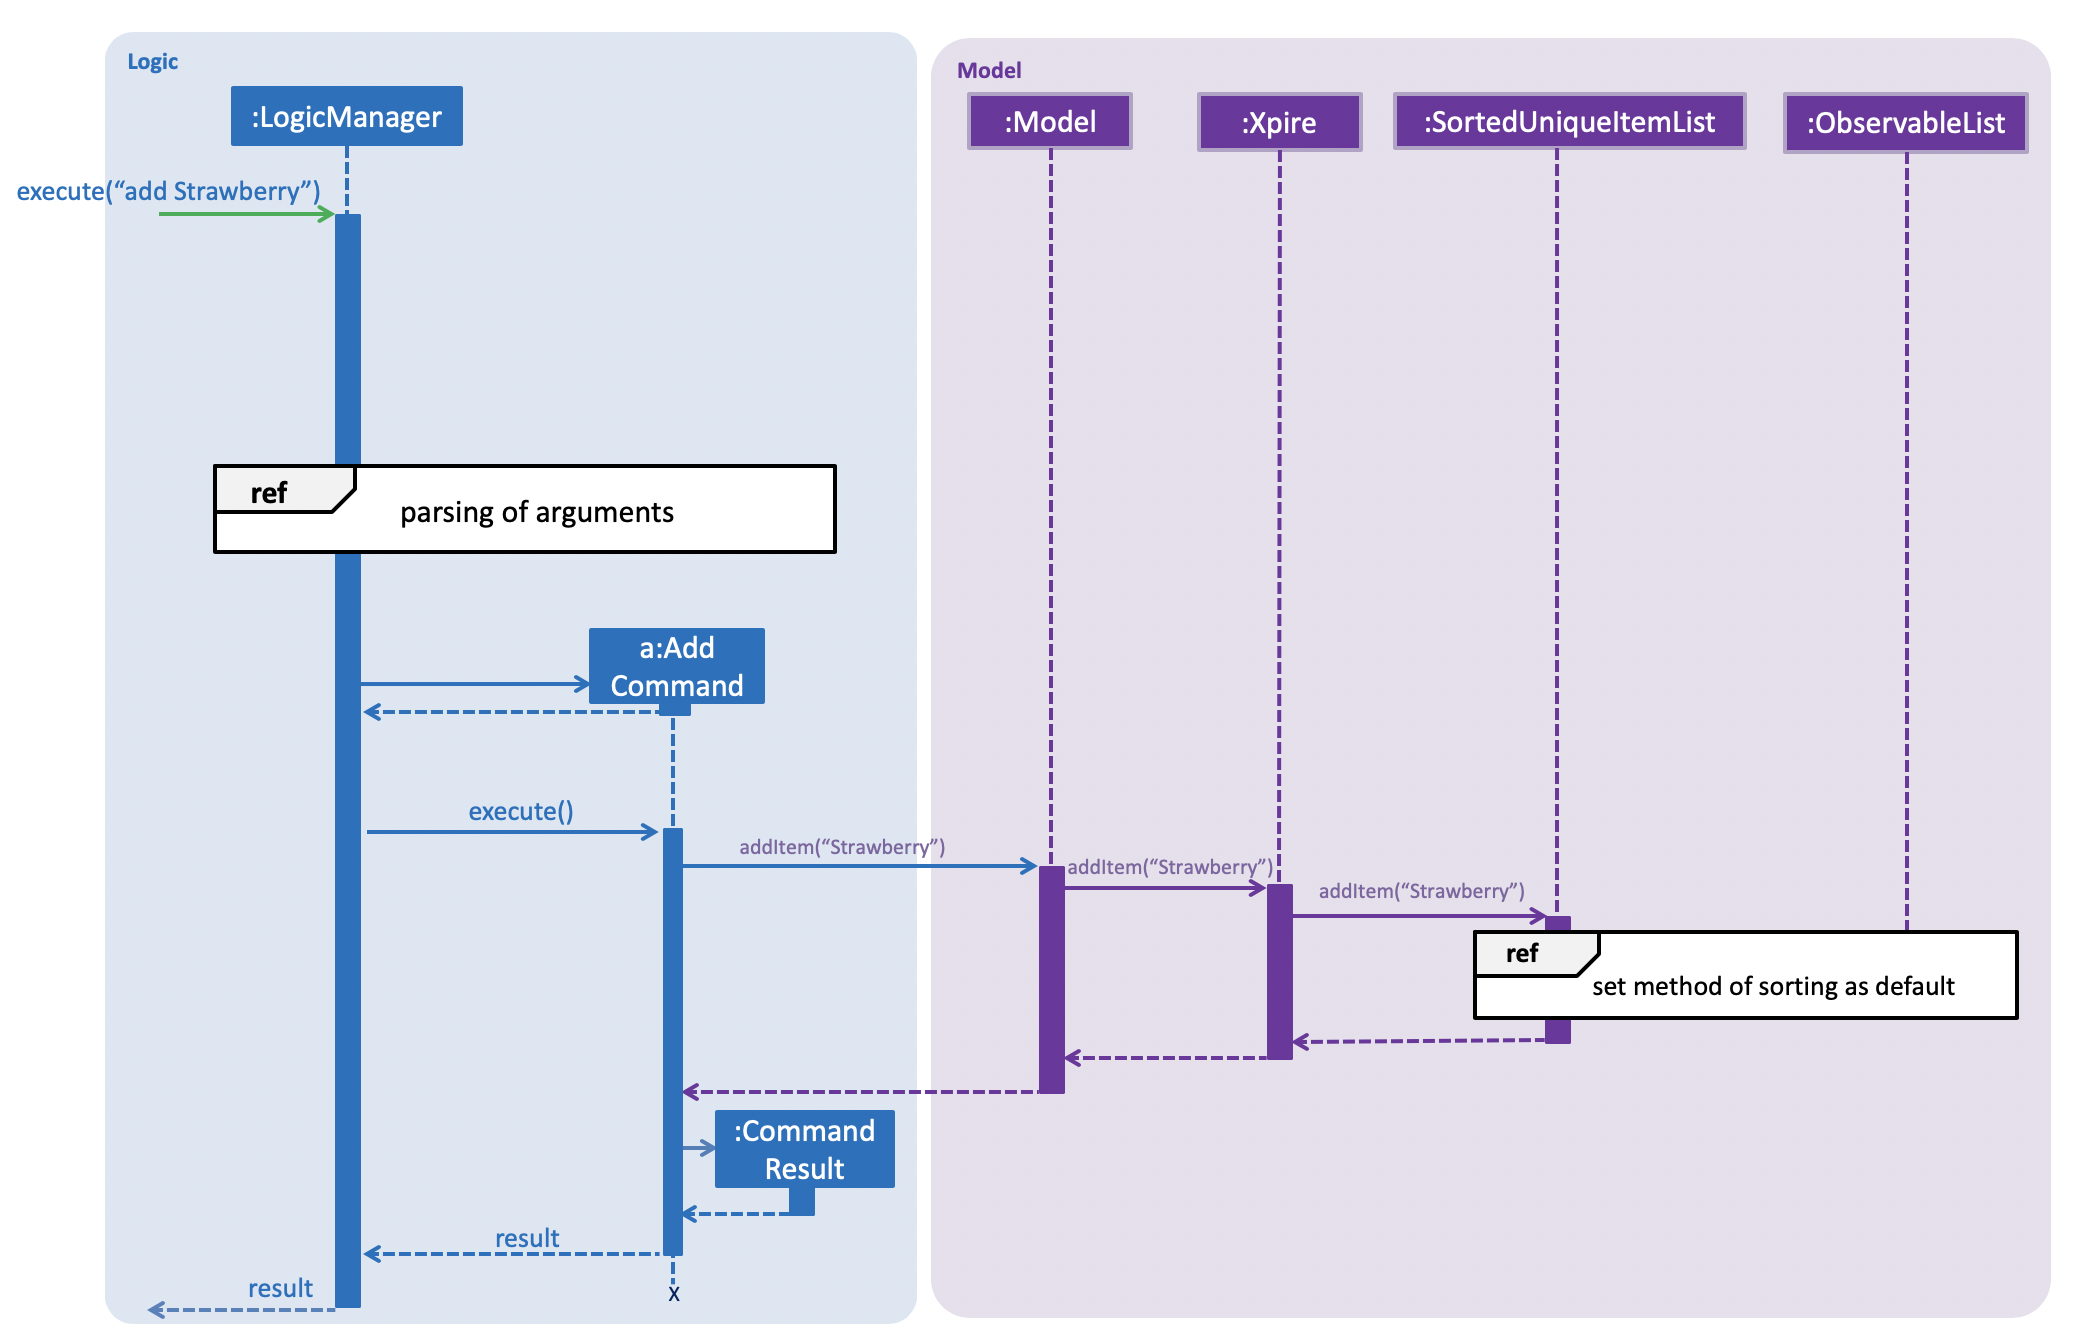 Logic
Model
:LogicManager
:Model
:Xpire
:SortedUniqueItemList
:ObservableList
execute(“add Strawberry”)
ref
parsing of arguments
a:Add
Command
execute()
addItem(“Strawberry”)
addItem(“Strawberry”)
addItem(“Strawberry”)
ref
set method of sorting as default
:Command
Result
result
result
X